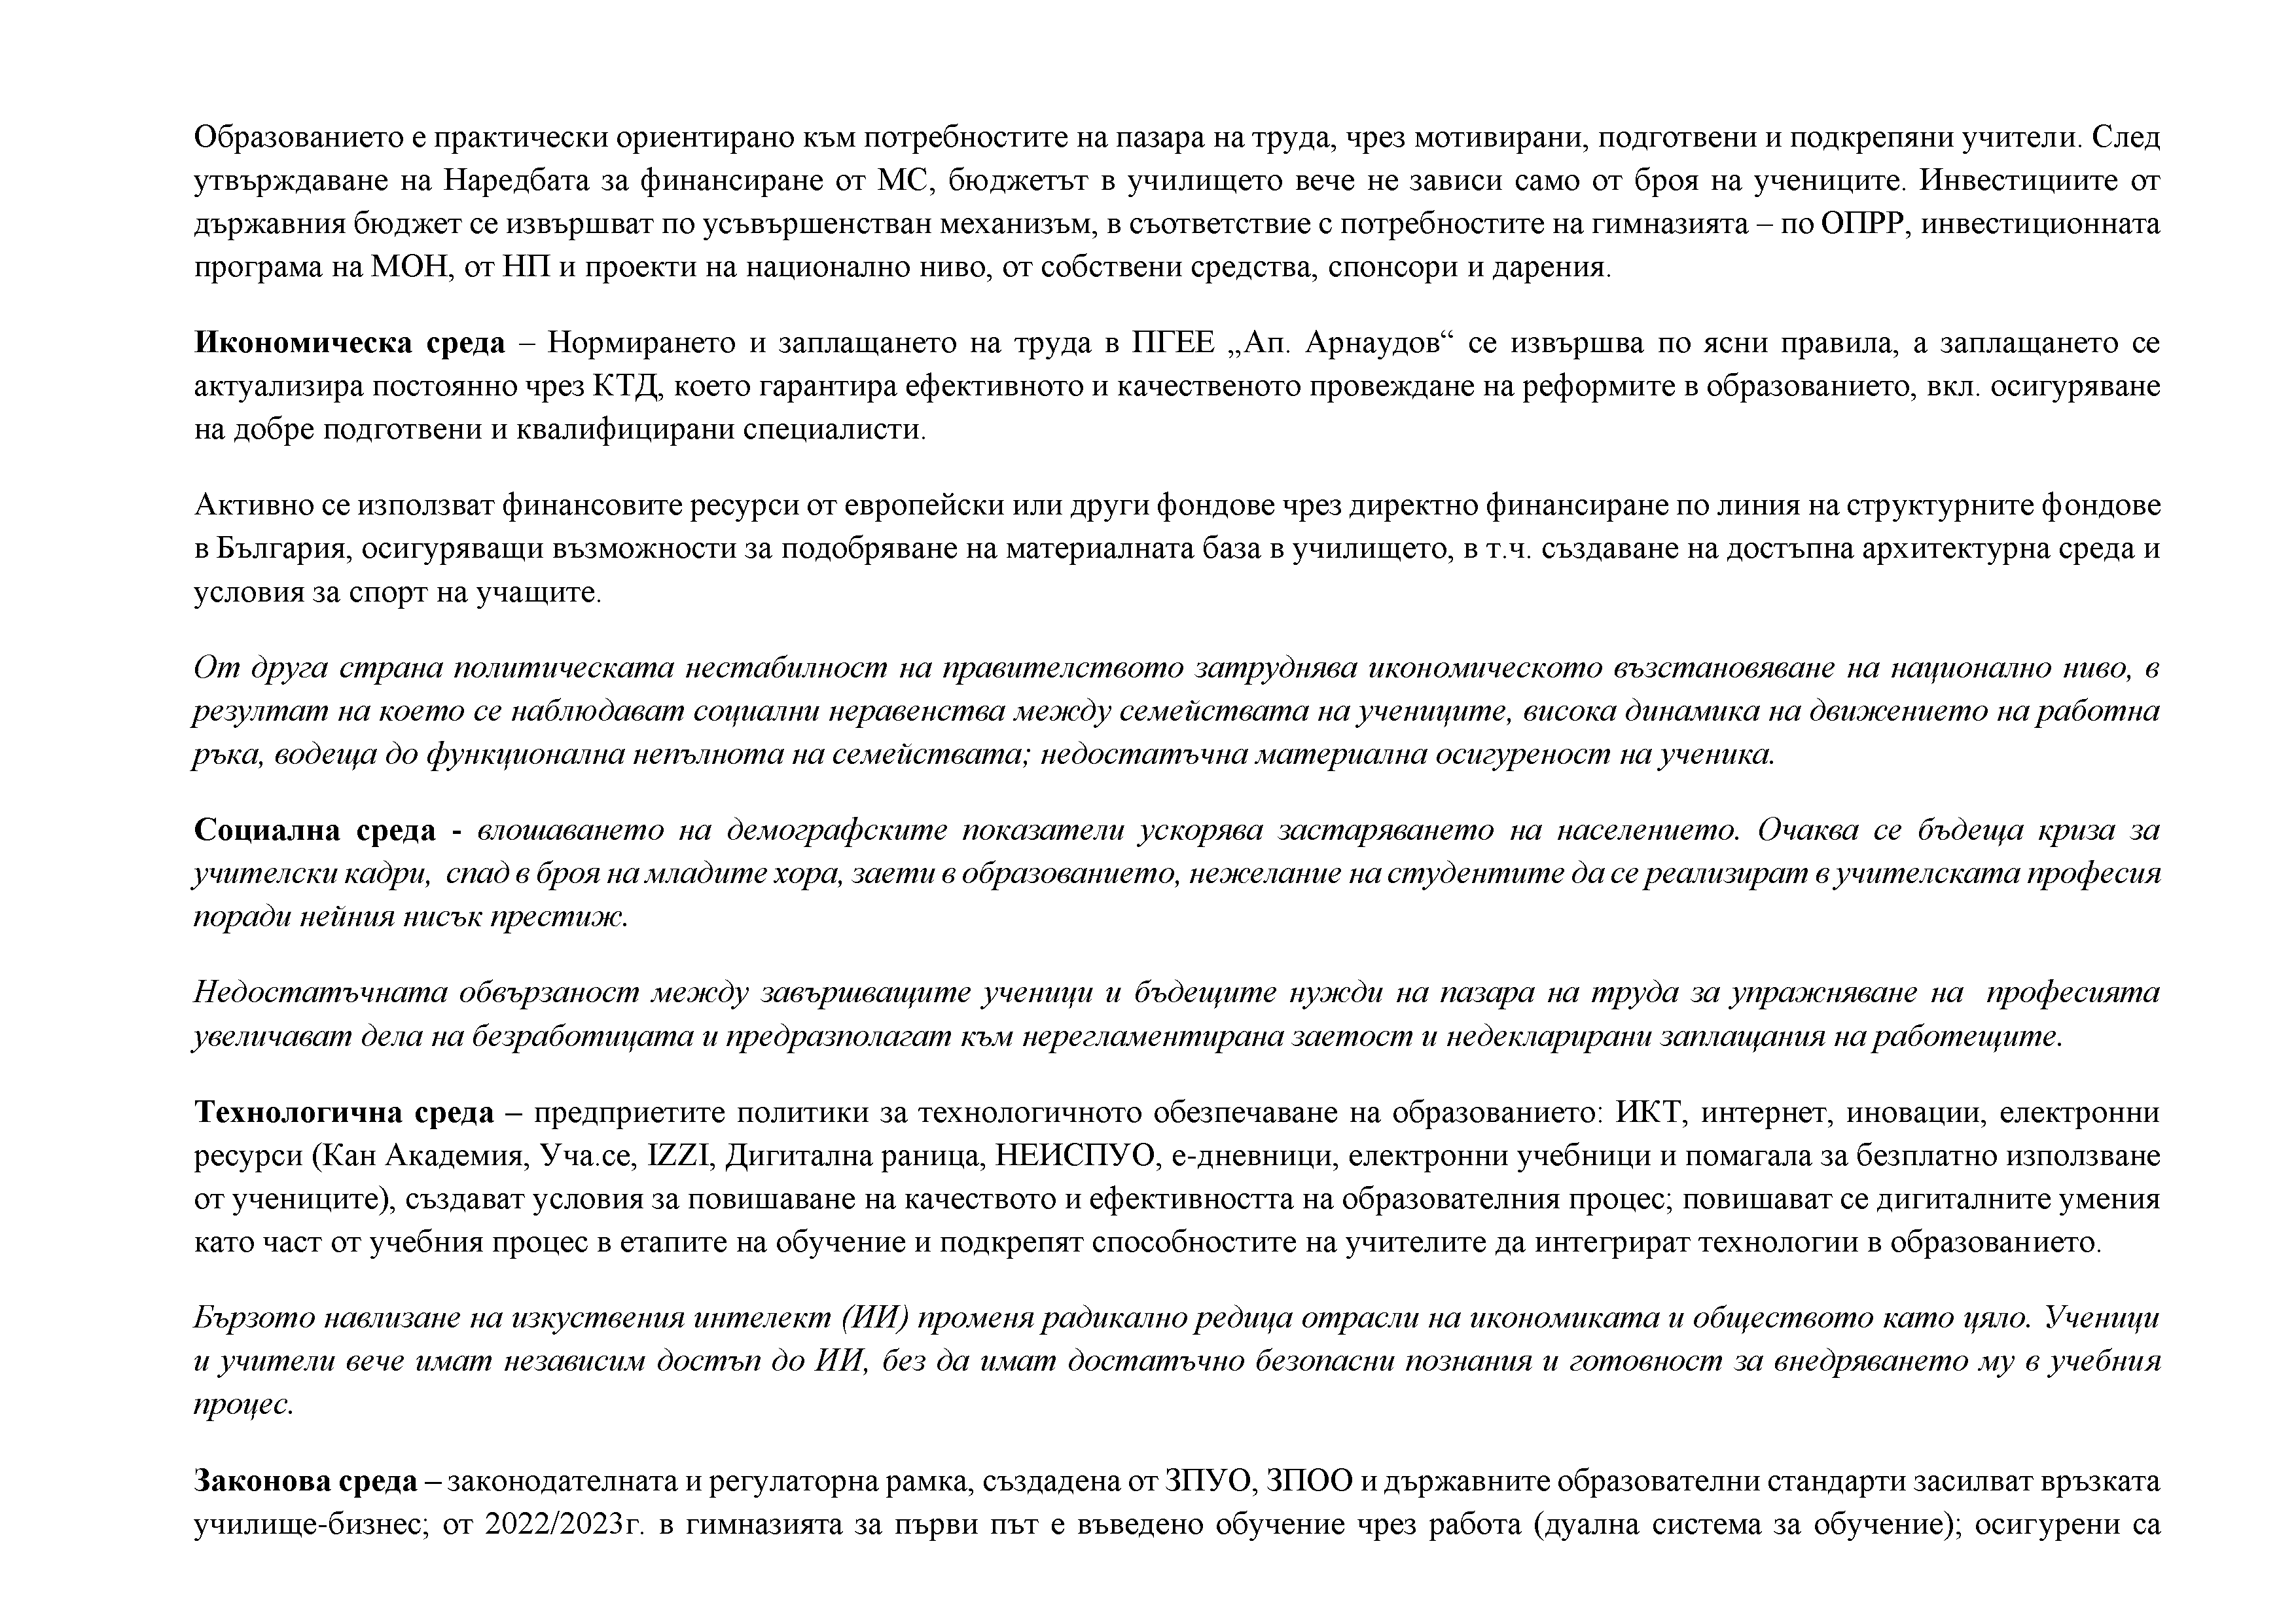 Образованието е практически ориентирано към потребностите на пазара на труда, чрез мотивирани, подготвени и подкрепяни учители. След
утвърждаване на Наредбата за финансиране от МС, бюджетът в училището вече не зависи само от броя на учениците. Инвестициите от
държавния бюджет се извършват по усъвършенстван механизъм, в съответствие с потребностите на гимназията – по ОПРР, инвестиционната
програма на МОН, от НП и проекти на национално ниво, от собствени средства, спонсори и дарения.
Икономическа среда – Нормирането и заплащането на труда в ПГЕЕ „Ап. Арнаудов“ се извършва по ясни правила, а заплащането се
актуализира постоянно чрез КТД, което гарантира ефективното и качественото провеждане на реформите в образованието, вкл. осигуряване
на добре подготвени и квалифицирани специалисти.
Активно се използват финансовите ресурси от европейски или други фондове чрез директно финансиране по линия на структурните фондове
в България, осигуряващи възможности за подобряване на материалната база в училището, в т.ч. създаване на достъпна архитектурна среда и
условия за спорт на учащите.
От друга страна политическата нестабилност на правителството затруднява икономическото възстановяване на национално ниво, в
резултат на което се наблюдават социални неравенства между семействата на учениците, висока динамика на движението на работна
ръка, водеща до функционална непълнота на семействата; недостатъчна материална осигуреност на ученика.
Социална среда - влошаването на демографските показатели ускорява застаряването на населението. Очаква се бъдеща криза за
учителски кадри, спад в броя на младите хора, заети в образованието, нежелание на студентите да се реализират в учителската професия
поради нейния нисък престиж.
Недостатъчната обвързаност между завършващите ученици и бъдещите нужди на пазара на труда за упражняване на професията
увеличават дела на безработицата и предразполагат към нерегламентирана заетост и недекларирани заплащания на работещите.
Технологична среда – предприетите политики за технологичното обезпечаване на образованието: ИКТ, интернет, иновации, електронни
ресурси (Кан Академия, Уча.се, IZZI, Дигитална раница, НЕИСПУО, е-дневници, електронни учебници и помагала за безплатно използване
от учениците), създават условия за повишаване на качеството и ефективността на образователния процес; повишават се дигиталните умения
като част от учебния процес в етапите на обучение и подкрепят способностите на учителите да интегрират технологии в образованието.
Бързото навлизане на изкуствения интелект (ИИ) променя радикално редица отрасли на икономиката и обществото като цяло. Ученици
и учители вече имат независим достъп до ИИ, без да имат достатъчно безопасни познания и готовност за внедряването му в учебния
процес.
Законова среда – законодателната и регулаторна рамка, създадена от ЗПУО, ЗПОО и държавните образователни стандарти засилват връзката
училище-бизнес; от 2022/2023г. в гимназията за първи път е въведено обучение чрез работа (дуална система за обучение); осигурени са